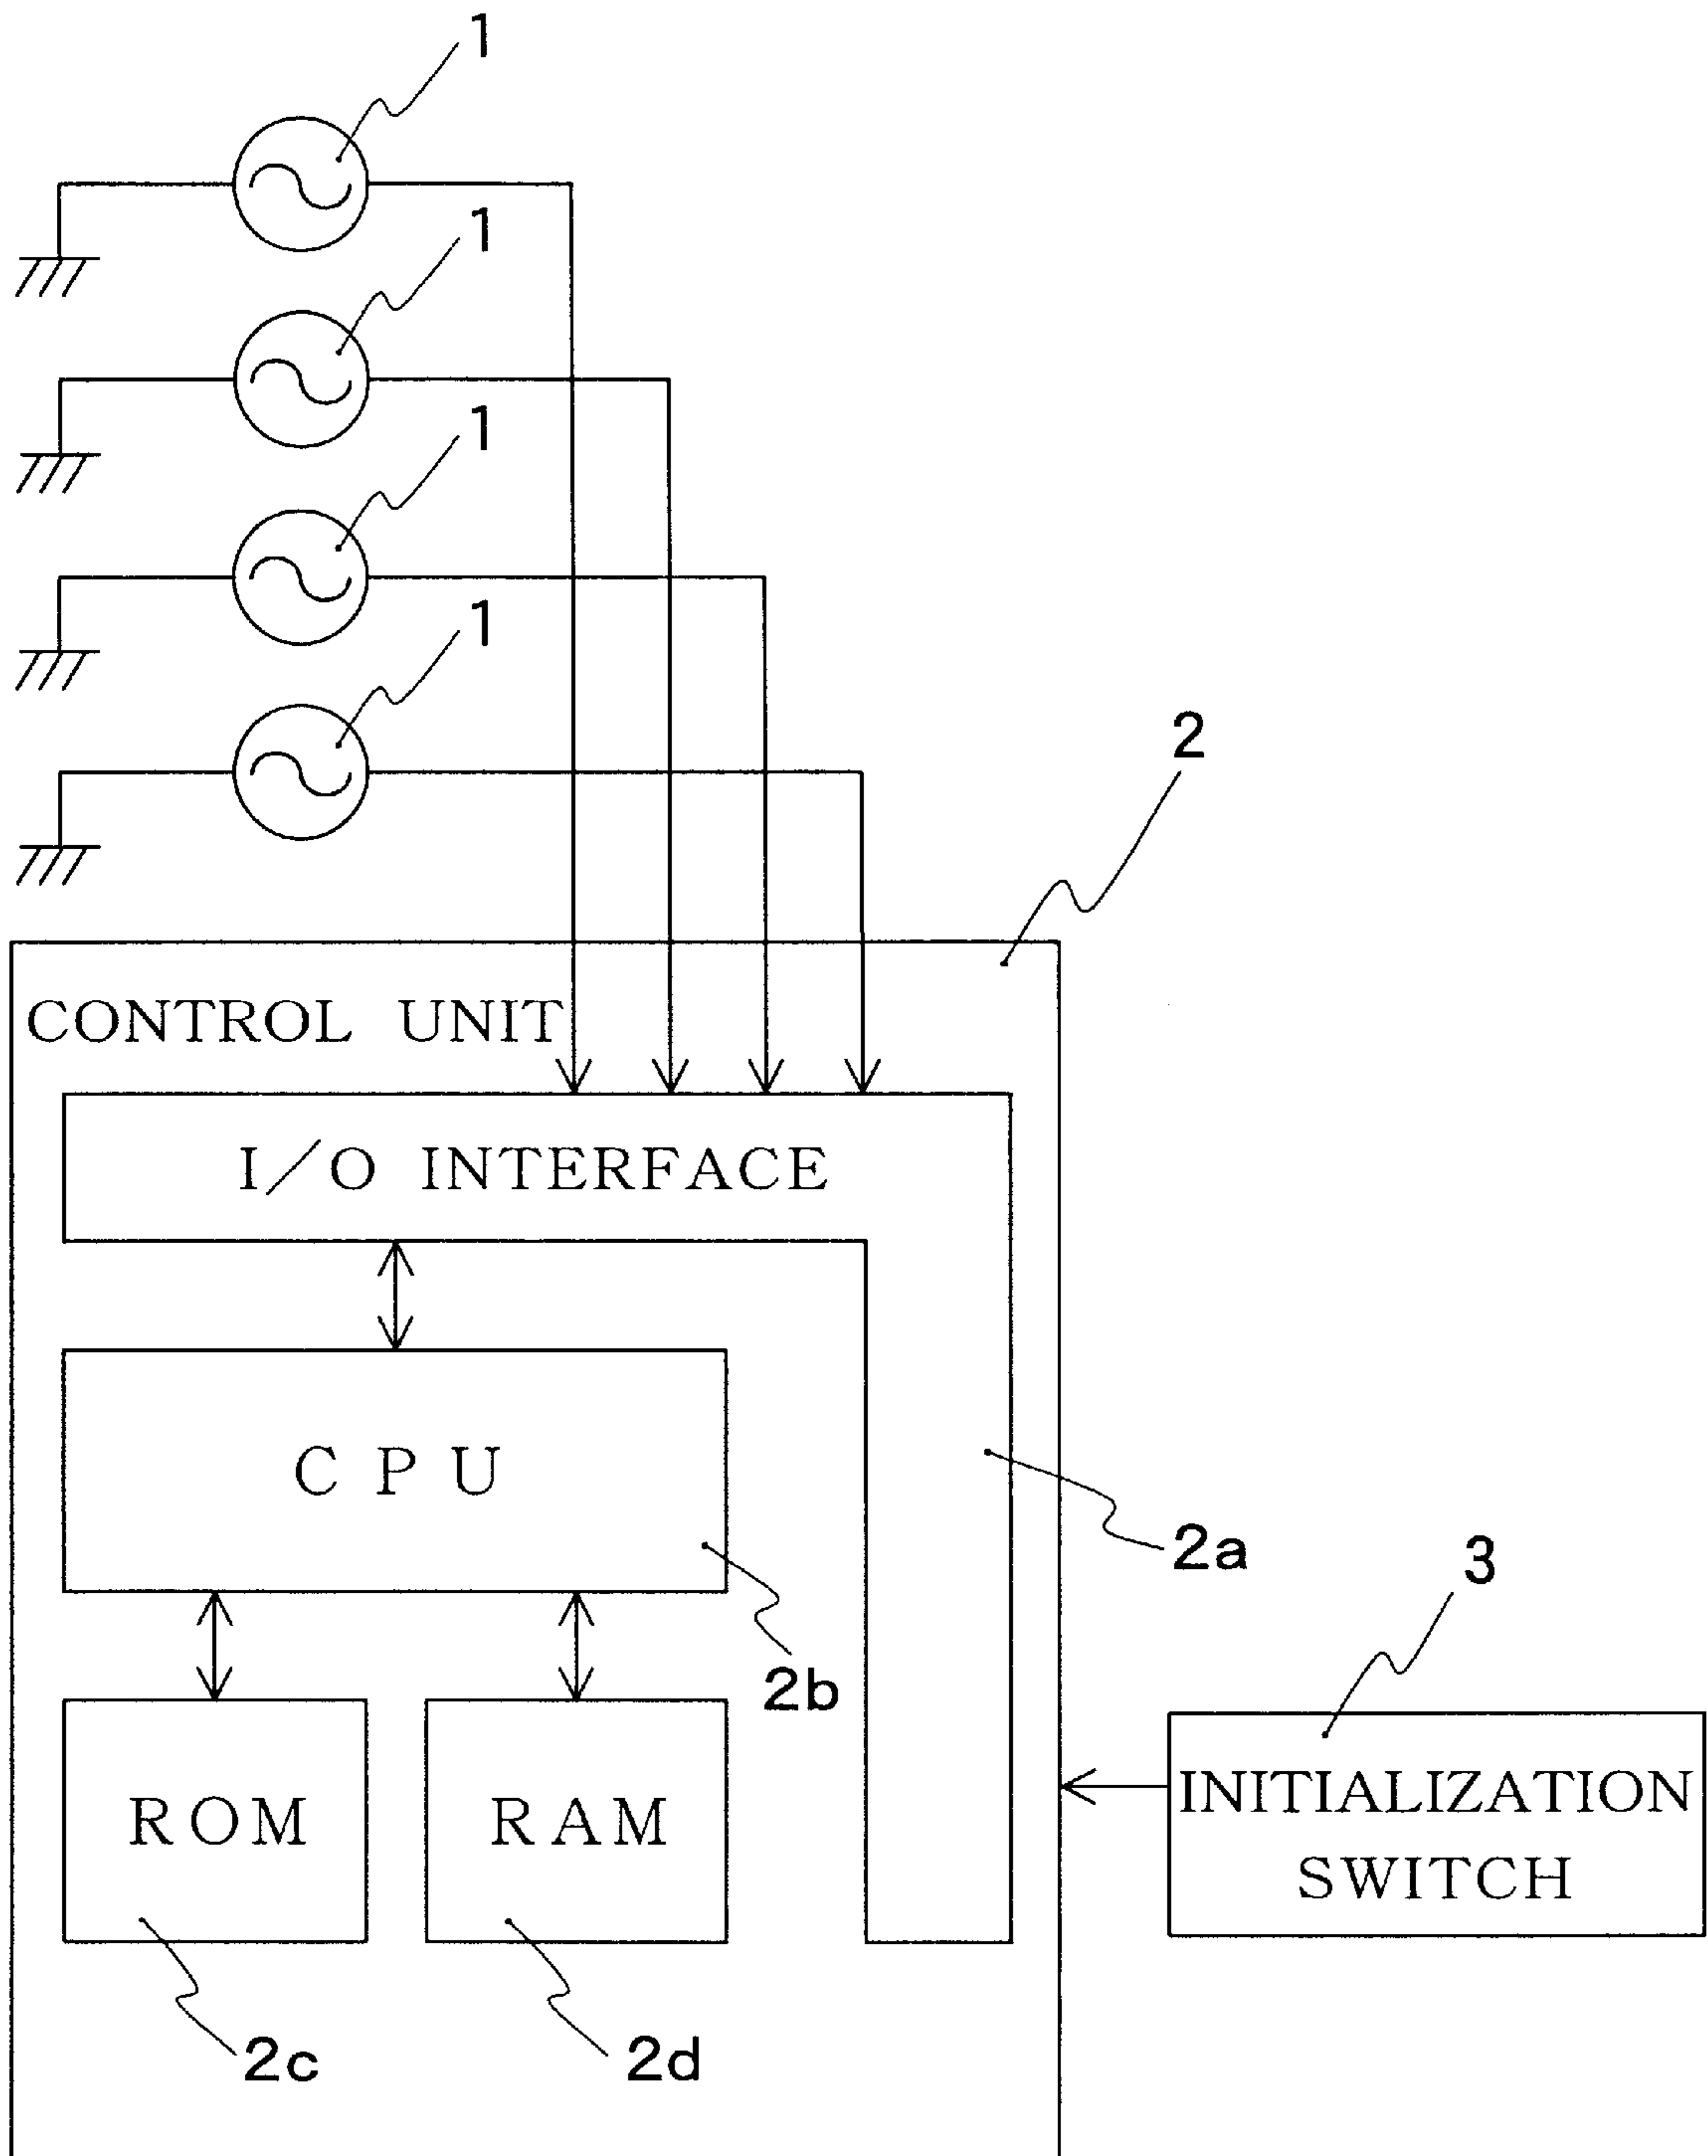 1
1
1
1
2
CONTROL UNIT
I/O INTERFACE
CPU
2a
3
2b
INITIALIZATION
SWITCH
ROM
RAM
2c
2d